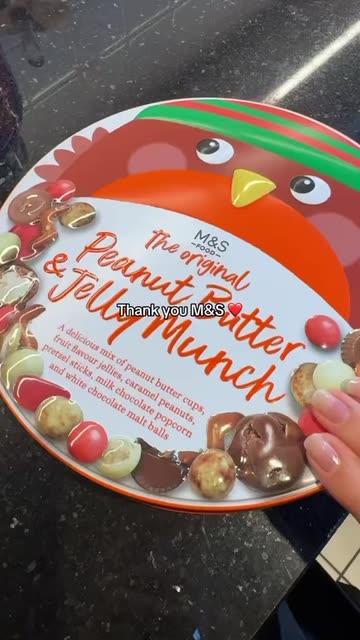 M&S
FOOD
The original
Peanut Butter
& Jelly Munch
Thank you M&S ❤️
A delicious mix of peanut butter cups,
fruit flavour jellies, caramel peanuts,
pretzel sticks, milk chocolate popcorn
and white chocolate malt balls